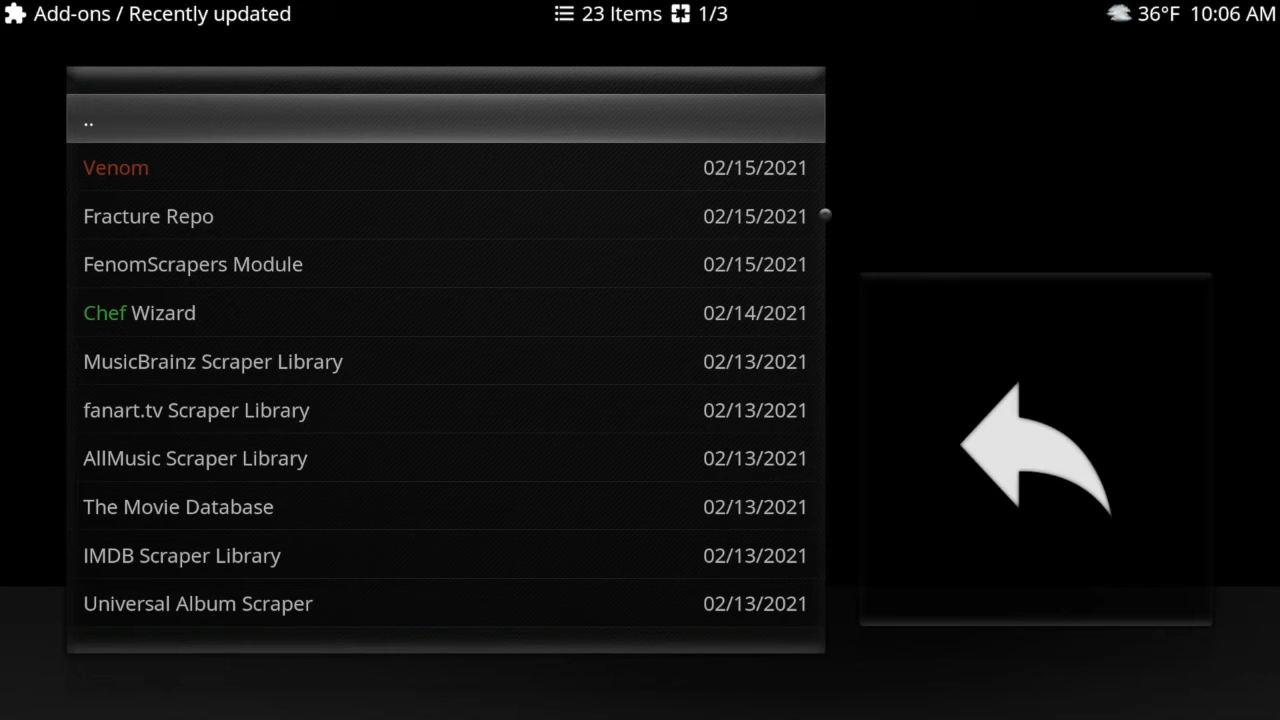 Add-ons / Recently updated
23 Items 1/3
36°F 10:06 AM
..
Venom 02/15/2021
Fracture Repo 02/15/2021
FenomScrapers Module 02/15/2021
Chef Wizard 02/14/2021
MusicBrainz Scraper Library 02/13/2021
fanart.tv Scraper Library 02/13/2021
AllMusic Scraper Library 02/13/2021
The Movie Database 02/13/2021
IMDB Scraper Library 02/13/2021
Universal Album Scraper 02/13/2021